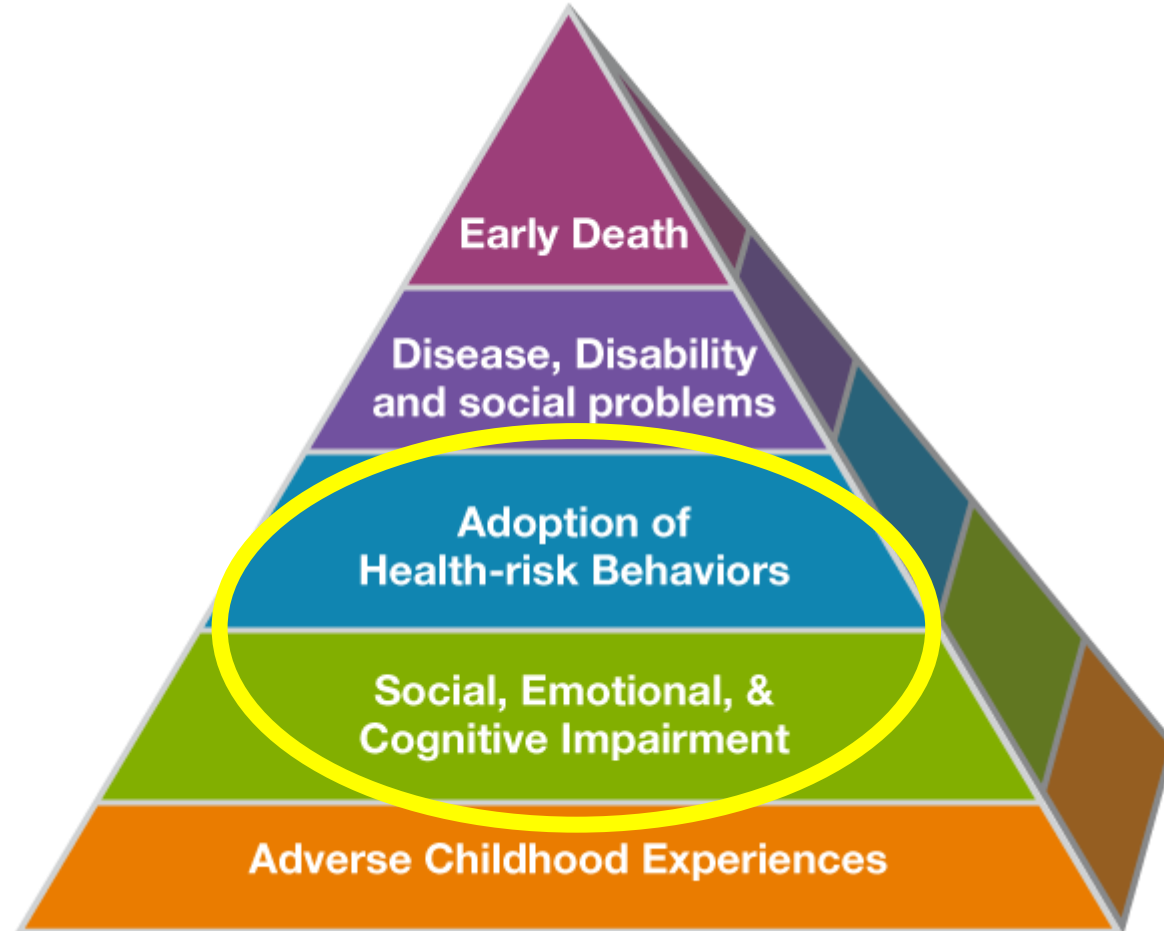 Early Death
Disease, Disability
and social problems
Adoption of
Health-risk Behaviors
Social, Emotional, &
Cognitive Impairment
Adverse Childhood Experiences